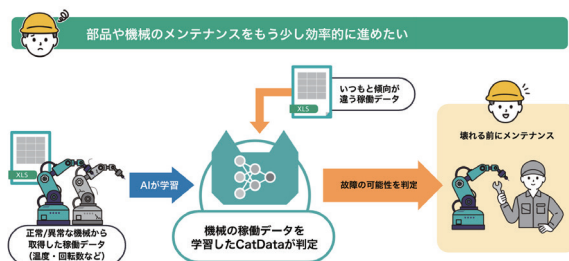 部品や機械のメンテナンスをもう少し効率的に進めたい
いつもと傾向が
違う稼働データ
XLS
壊れる前にメンテナンス
XLS
AIが学習
故障の可能性を判定
正常/異常な機械から
取得した稼働データ
（温度・回転数など）
機械の稼働データを
学習したCatDataが判定